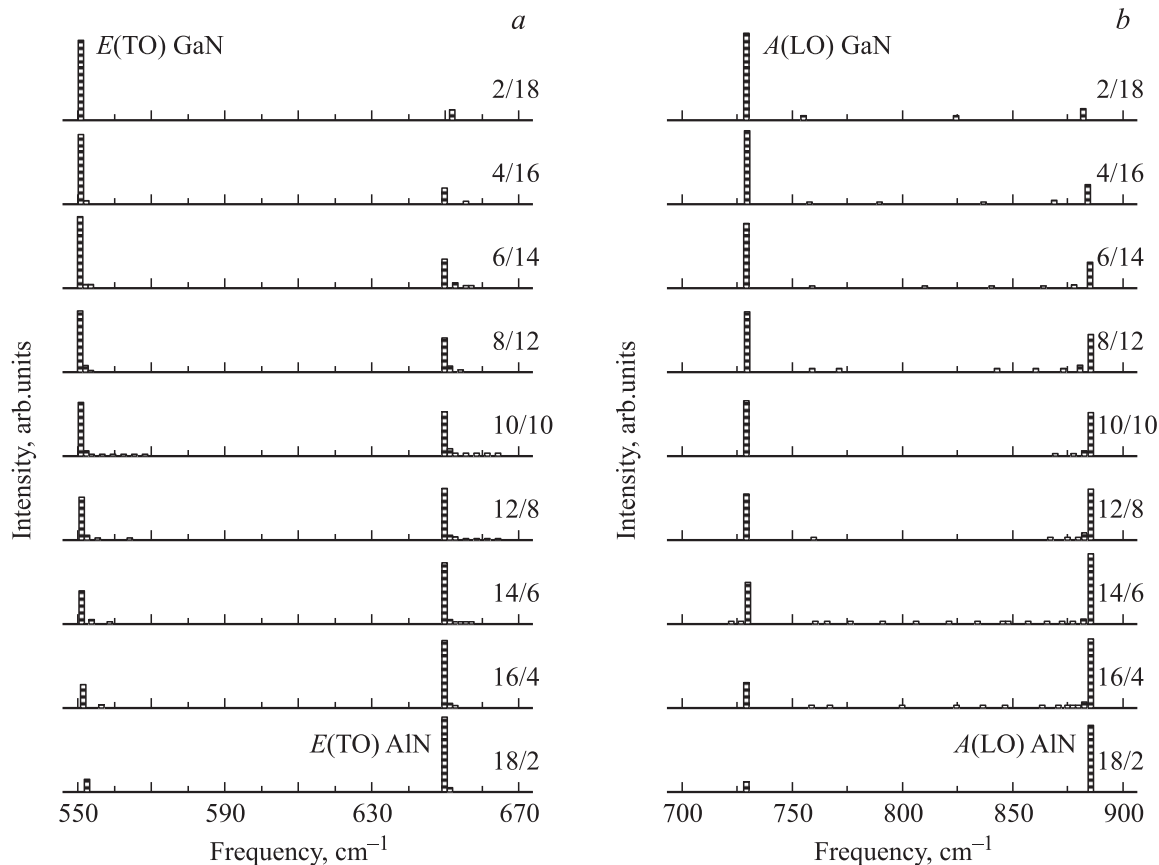 a
E(TO) GaN
2/18
4/16
6/14
8/12
10/10
12/8
14/6
16/4
E(TO) AlN
18/2
550 590 630 670
Frequency, cm–1
Intensity, arb.units
b
A(LO) GaN
2/18
4/16
6/14
8/12
10/10
12/8
14/6
16/4
A(LO) AlN
18/2
700 750 800 850 900
Frequency, cm–1
Intensity, arb.units